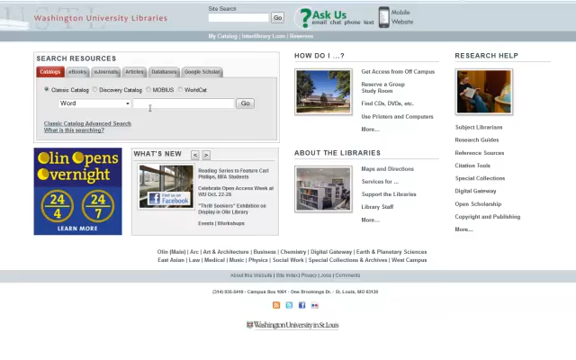 Washington University Libraries
Site Search
Go
Ask Us
email chat phone text
Mobile
Website
My Catalog | Interlibrary Loan | Reserves
SEARCH RESOURCES
Catalogs
eBooks
eJournals
Articles
Databases
Google Scholar
Classic Catalog
Discovery Catalog
MOBIUS
WorldCat
Word
Go
Classic Catalog Advanced Search
What is this searching?
Olin Opens
Overnight
24/4
24/7
LEARN MORE
WHAT'S NEW
< >
Find us on
Facebook
Reading Series to Feature Carl
Phillips, BFA Students
Celebrate Open Access Week at
WU Oct. 22-26
"Thrill Seekers" Exhibition on
Display in Olin Library
Events | Workshops
HOW DO I ...?
Get Access from Off Campus
Reserve a Group
Study Room
Find CDs, DVDs, etc.
Use Printers and Computers
More...
ABOUT THE LIBRARIES
Maps and Directions
Services for ...
Support the Libraries
Library Staff
More...
RESEARCH HELP
Subject Librarians
Research Guides
Reference Sources
Citation Tools
Special Collections
Digital Gateway
Open Scholarship
Copyright and Publishing
More...
Olin (Main) | Arc | Art & Architecture | Business | Chemistry | Digital Gateway | Earth & Planetary Sciences
East Asian | Law | Medical | Music | Physics | Social Work | Special Collections & Archives | West Campus
About this Website | Site Index | Privacy Laws | Comments
Campus Box 1061 - One Brookings Dr. - St. Louis, MO 63130
Washington University in St. Louis